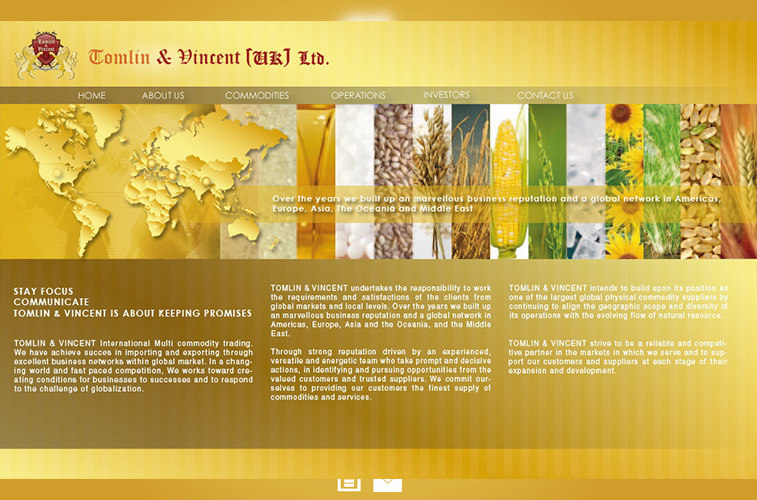 Tomlin & Vincent
Tomlin & Vincent (UK) Ltd.
HOME ABOUT US COMMODITIES OPERATIONS INVESTORS CONTACT US
Over the years we built up an marvellous business reputation and a global network in Americas,
Europe, Asia, The Oceania and Middle East
STAY FOCUS
COMMUNICATE
TOMLIN & VINCENT IS ABOUT KEEPING PROMISES
TOMLIN & VINCENT International Multi commodity trading.
We have achieve succes in importing and exporting through
excellent business networks within global market. In a chang-
ing world and fast paced competition, We works toward cre-
ating conditions for businesses to successes and to respond
to the challenge of globalization.
TOMLIN & VINCENT undertakes the responsibility to work
the requirements and satisfactions of the clients from
global markets and local levels. Over the years we built up
an marvellous business reputation and a global network in
Americas, Europe, Asia and the Oceania, and the Middle
East.
Through strong reputation driven by an experienced,
versatile and energetic team who take prompt and decisive
actions, in identifying and pursuing opportunities from the
valued customers and trusted suppliers. We commit our-
selves to providing our customers the finest supply of
commodities and services.
TOMLIN & VINCENT intends to build upon its position as
one of the largest global physical commodity suppliers by
continuing to align the geographic scope and diversity of
its operations with the evolving flow of natural resource.
TOMLIN & VINCENT strive to be a reliable and competi-
tive partner in the markets in which we serve and to sup-
port our customers and suppliers at each stage of their
expansion and development.